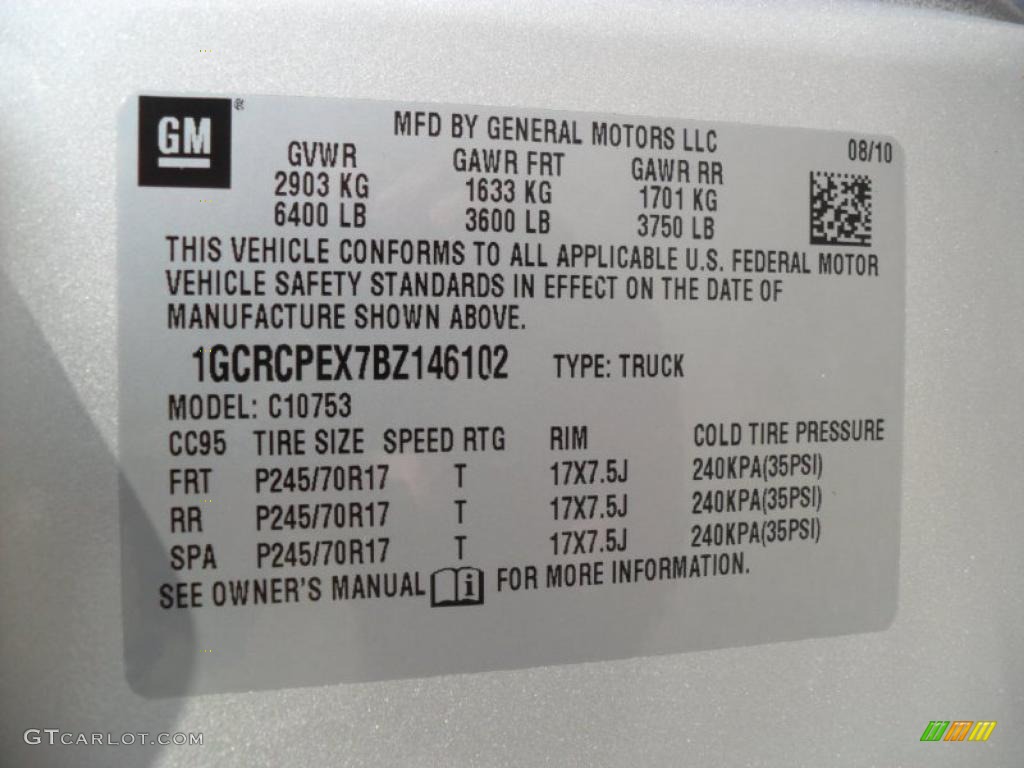 GM ®
MFD BY GENERAL MOTORS LLC
08/10
GVWR GAWR FRT GAWR RR
2903 KG 1633 KG 1701 KG
6400 LB 3600 LB 3750 LB
THIS VEHICLE CONFORMS TO ALL APPLICABLE U.S. FEDERAL MOTOR
VEHICLE SAFETY STANDARDS IN EFFECT ON THE DATE OF
MANUFACTURE SHOWN ABOVE.
1GCRCPEX7BZ146102 TYPE: TRUCK
MODEL: C10753
CC95 TIRE SIZE SPEED RTG RIM COLD TIRE PRESSURE
FRT P245/70R17 T 17X7.5J 240KPA(35PSI)
RR P245/70R17 T 17X7.5J 240KPA(35PSI)
SPA P245/70R17 T 17X7.5J 240KPA(35PSI)
SEE OWNER'S MANUAL i FOR MORE INFORMATION.
GTCARLOT.COM